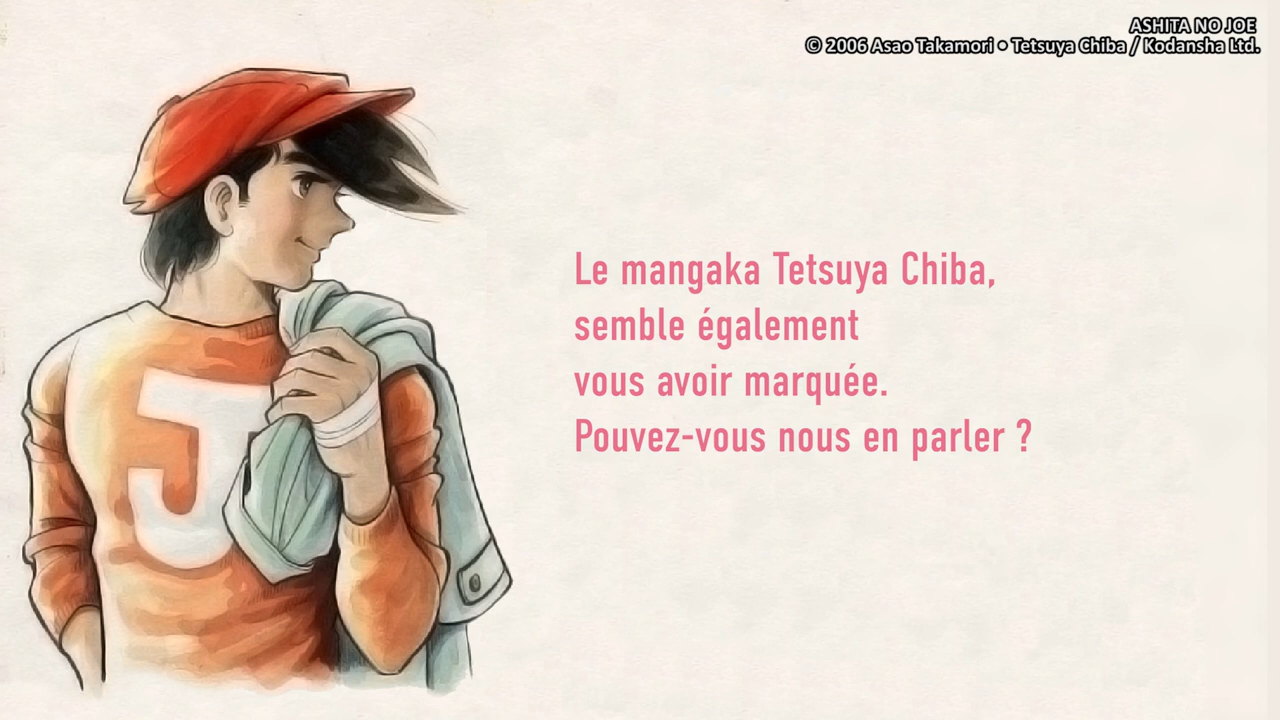 ASHITA NO JOE
© 2006 Asao Takamori • Tetsuya Chiba / Kodansha Ltd.
J
Le mangaka Tetsuya Chiba,
semble également
vous avoir marquée.
Pouvez-vous nous en parler ?